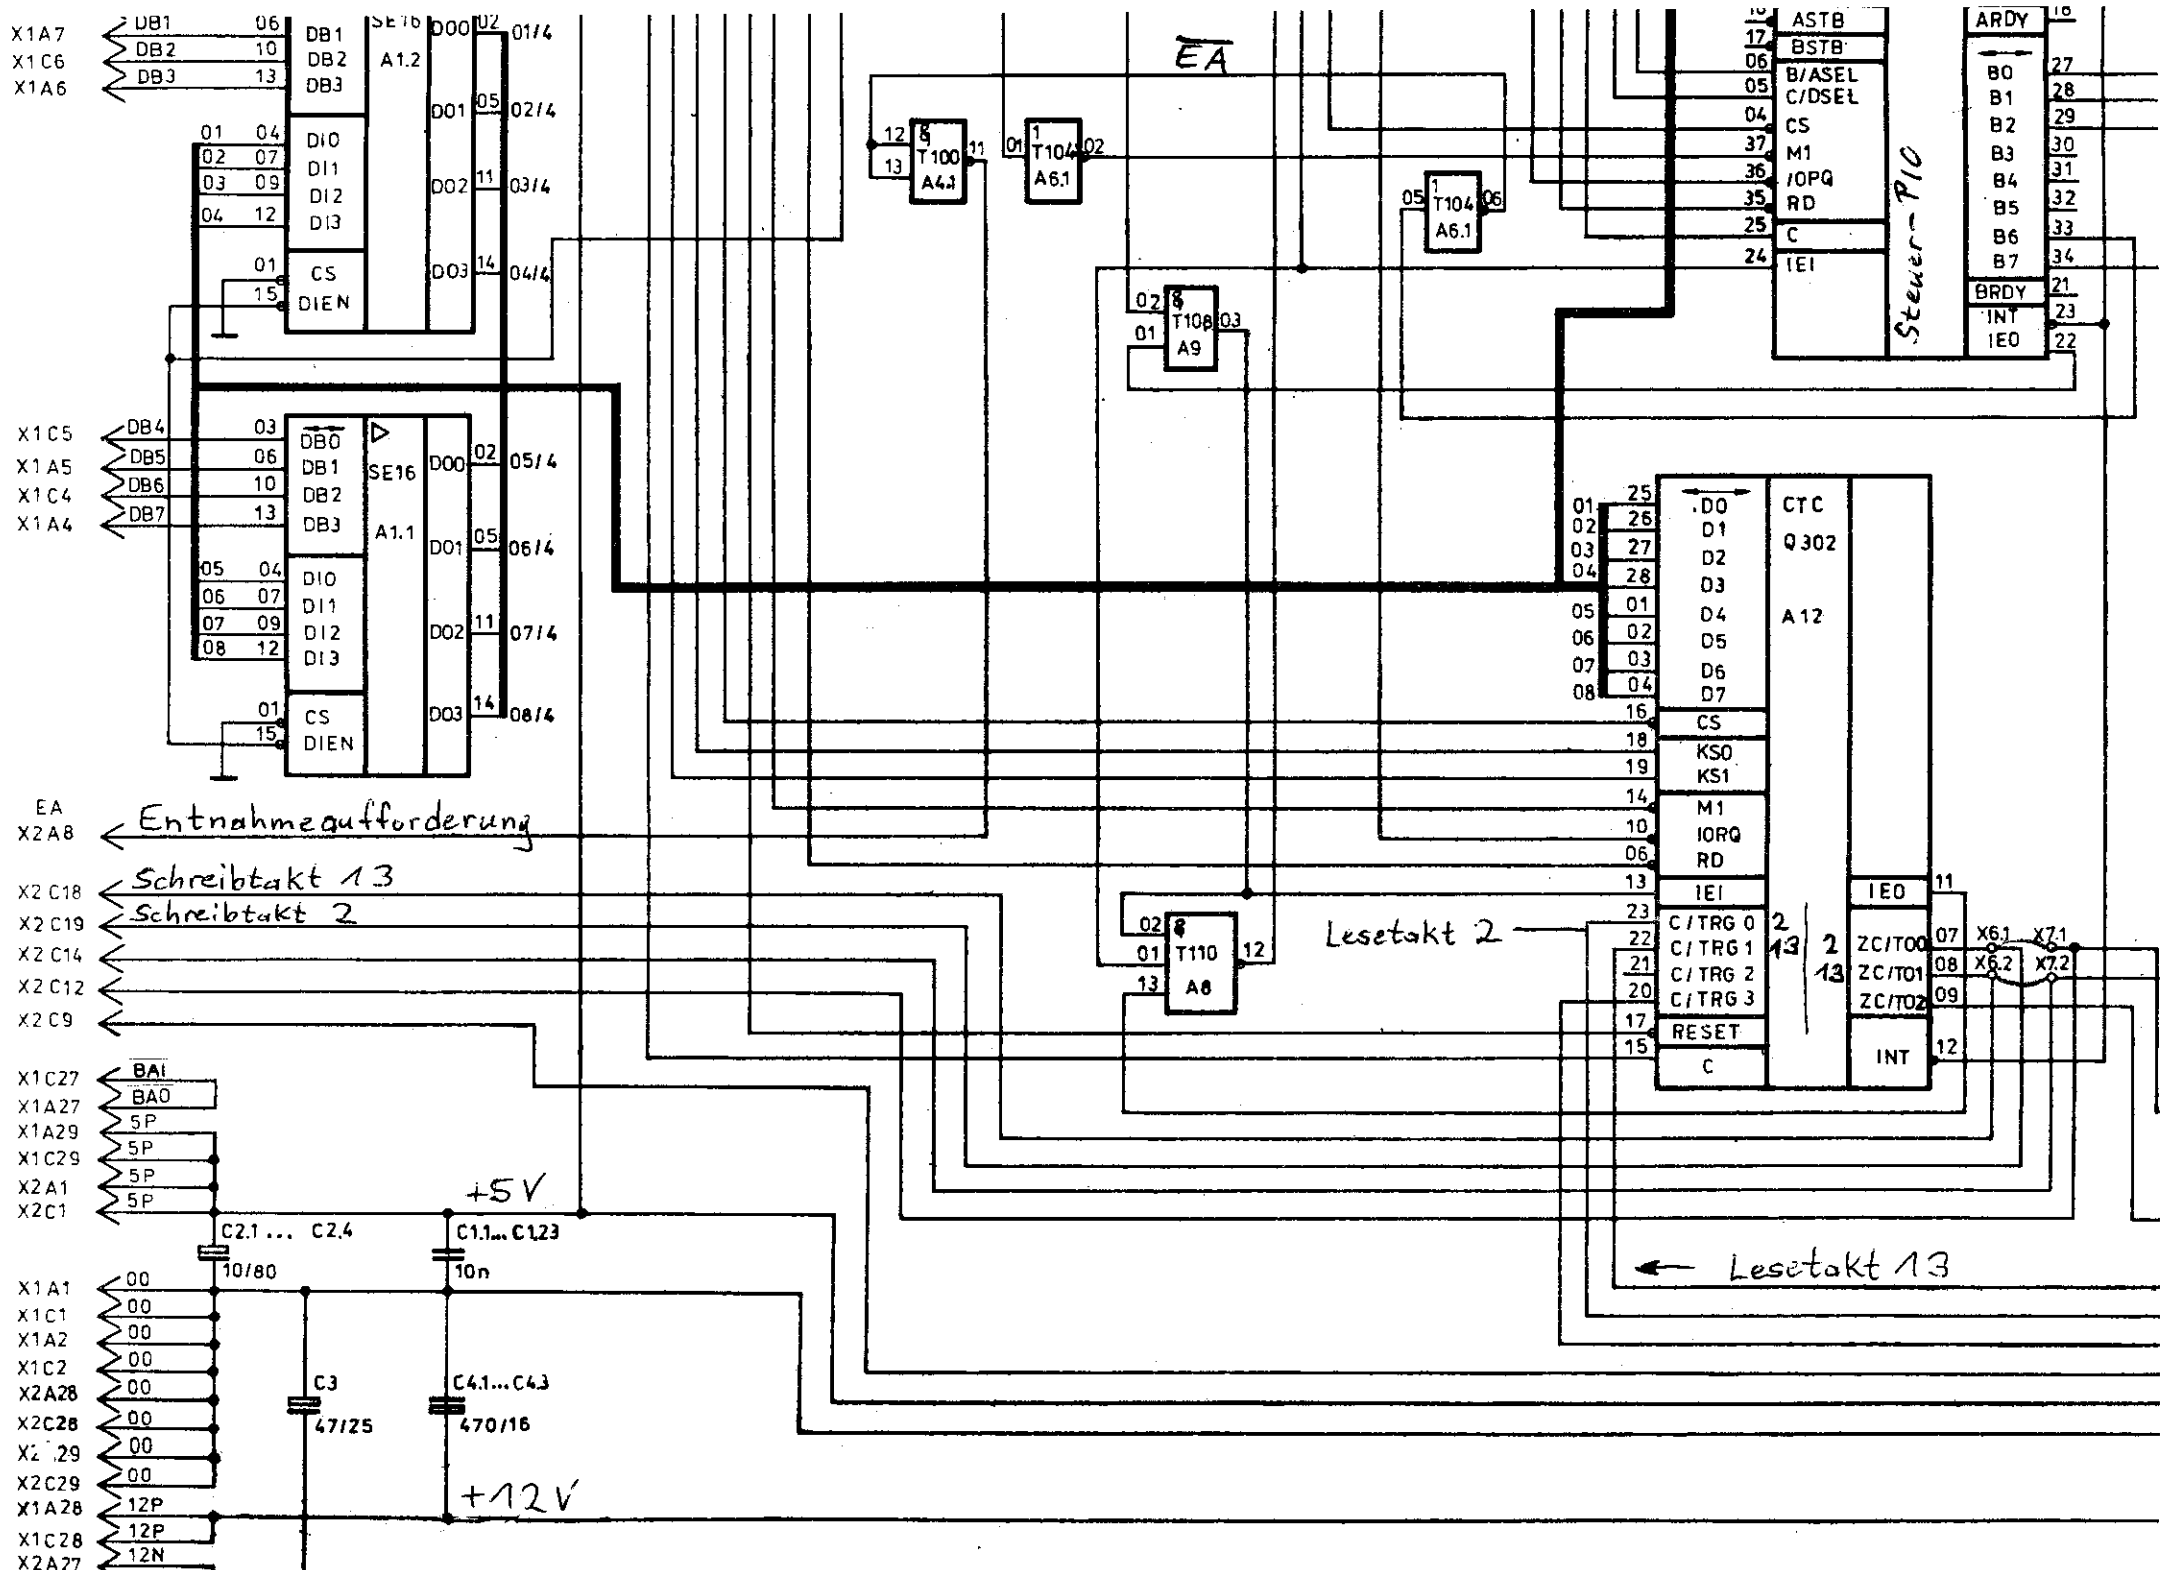 X1A7 DB1 06 DB1 SE16 DO0 02 01/4
X1C6 DB2 10 DB2 A1.2
X1A6 DB3 13 DB3
DO1 05 02/4
01 04 DI0
02 07 DI1
03 09 DI2 DO2 11 03/4
04 12 DI3
01 CS DO3 14 04/4
15 DIEN
X1C5 DB4 03 DB0
X1A5 DB5 06 DB1 SE16 DO0 02 05/4
X1C4 DB6 10 DB2
X1A4 DB7 13 DB3 A1.1
DO1 05 06/4
05 04 DI0
06 07 DI1
07 09 DI2 DO2 11 07/4
08 12 DI3
01 CS DO3 14 08/4
15 DIEN
EA
12 & 11
13 T100
A4.1
01 1 02
T104
A6.1
05 1 06
T104
A6.1
02 & 03
01 T108
A9
ASTB ARDY
17 BSTB
06 B/ASEL B0 27
05 C/DSEL B1 28
04 CS B2 29
37 M1 B3 30
36 IOPQ B4 31
35 RD B5 32
25 C B6 33
24 IEI B7 34
BRDY 21
INT 23
IEO 22
Steuer-PIO
01 25 D0 CTC
02 26 D1 Q302
03 27 D2
04 28 D3
05 01 D4 A12
06 02 D5
07 03 D6
08 04 D7
16 CS
18 KS0
19 KS1
14 M1
10 IORQ
06 RD
13 IEI IEO 11
23 C/TRG 0 2
22 C/TRG 1 13 2 ZC/TO0 07 X6.1 X7.1
21 C/TRG 2 13 ZC/TO1 08 X6.2 X7.2
20 C/TRG 3 ZC/TO2 09
17 RESET
15 C INT 12
Lesetakt 2
02 &
01 T110 12
13 A8
Lesetakt 13
EA
X2A8 Entnahmeaufforderung
X2C18 Schreibtakt 13
X2C19 Schreibtakt 2
X2C14
X2C12
X2C9
X1C27 BAI
X1A27 BAO
X1A29 5P
X1C29 5P
X2A1 5P
X2C1 5P +5V
C2.1 ... C2.4 C1.1... C1.23
10/80 10n
X1A1 00
X1C1 00
X1A2 00
X1C2 00
X2A28 00 C3 C4.1...C4.3
X2C28 00 47/25 470/16
00
X2C29 00
X1A28 12P +12V
X1C28 12P
X2A27 12N